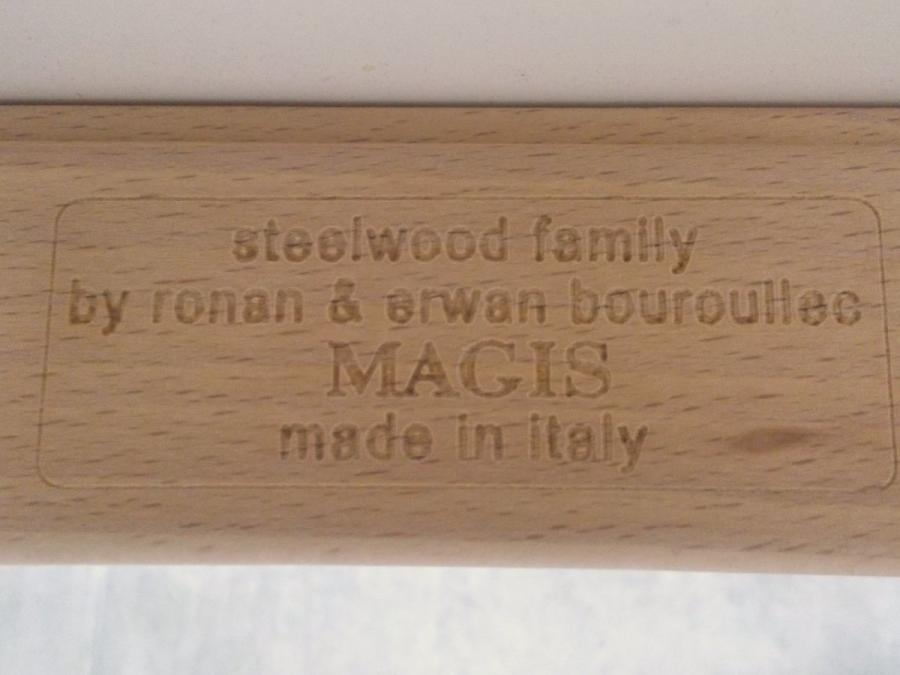 steelwood family
by ronan & erwan bouroullec
MAGIS
made in italy